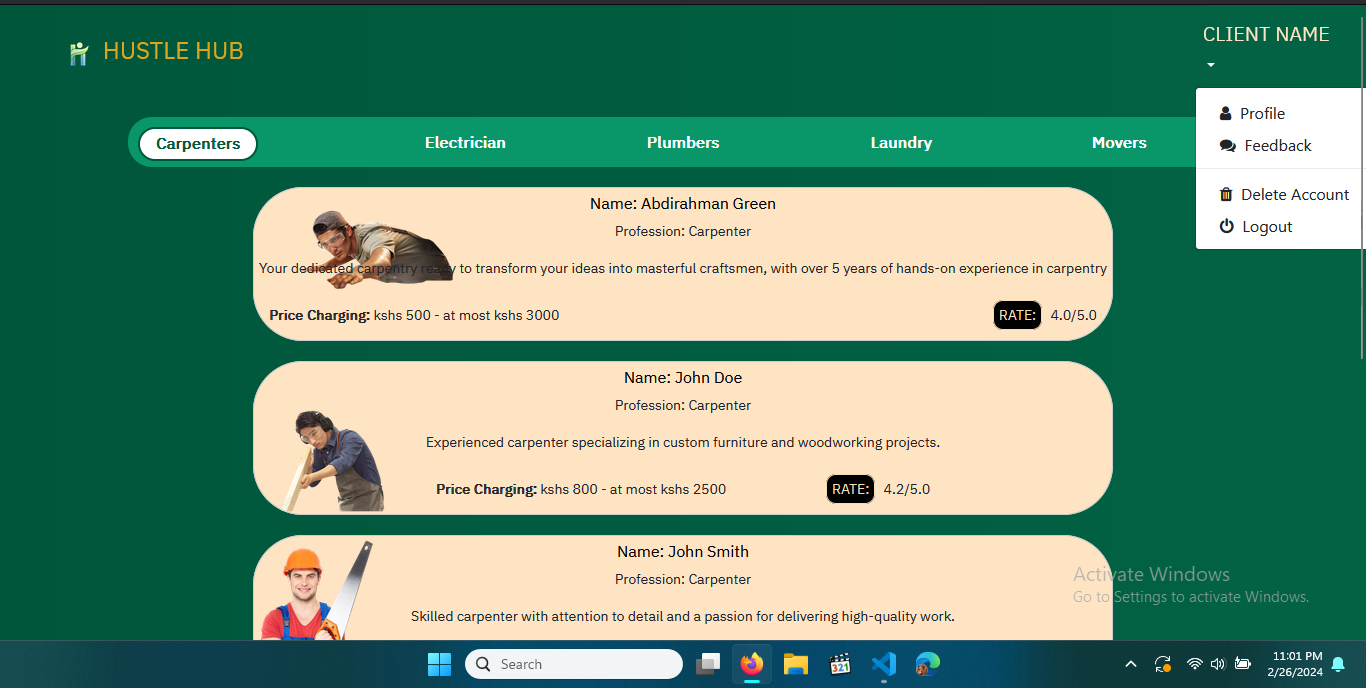 HUSTLE HUB
CLIENT NAME
Profile
Feedback
Delete Account
Logout
Carpenters Electrician Plumbers Laundry Movers
Name: Abdirahman Green
Profession: Carpenter
Your dedicated carpentry ready to transform your ideas into masterful craftsmen, with over 5 years of hands-on experience in carpentry
Price Charging: kshs 500 - at most kshs 3000 RATE: 4.0/5.0
Name: John Doe
Profession: Carpenter
Experienced carpenter specializing in custom furniture and woodworking projects.
Price Charging: kshs 800 - at most kshs 2500 RATE: 4.2/5.0
Name: John Smith
Profession: Carpenter
Skilled carpenter with attention to detail and a passion for delivering high-quality work.
Activate Windows
Go to Settings to activate Windows.
Search
321
11:01 PM
2/26/2024